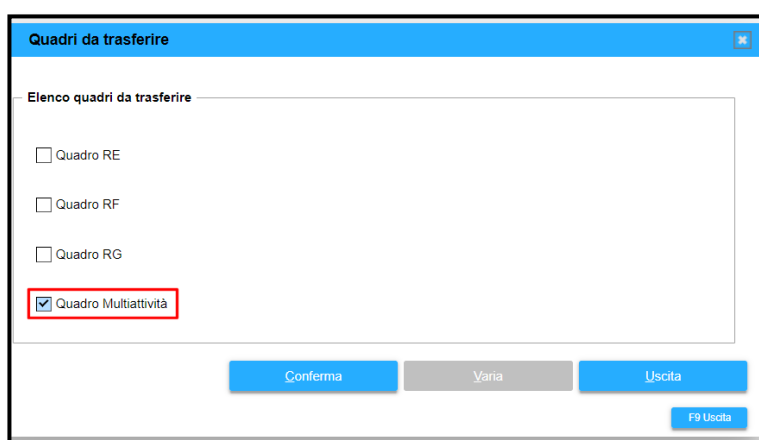 Quadri da trasferire
Elenco quadri da trasferire
Quadro RE
Quadro RF
Quadro RG
Quadro Multiattività
Conferma Varia Uscita
F9 Uscita